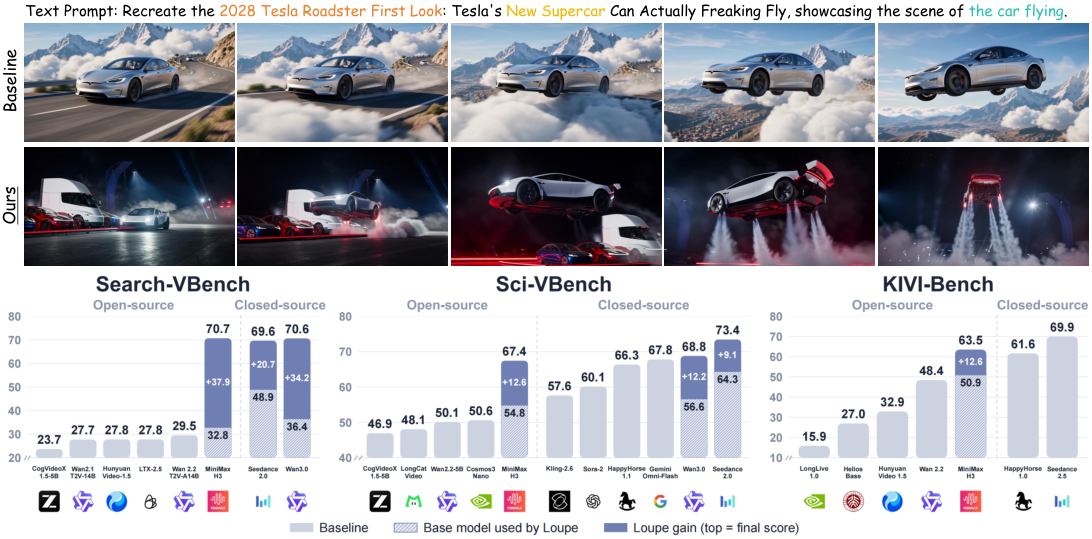 Text Prompt: Recreate the 2028 Tesla Roadster First Look: Tesla's New Supercar Can Actually Freaking Fly, showcasing the scene of the car flying.
Baseline
Ours
Search-VBench
Open-source Closed-source
80
70
60
50
40
30
20
23.7 27.7 27.8 27.8 29.5 70.7 69.6 70.6
+37.9 +20.7 +34.2
32.8 48.9 36.4
CogVideoX 1.5-5B
Wan2.1 T2V-14B
Hunyuan Video-1.5
LTX-2.5
Wan 2.2 T2V-A14B
MiniMax H3
Seedance 2.0
Wan3.0
Sci-VBench
Open-source Closed-source
80
70
60
50
40
46.9 48.1 50.1 50.6 67.4 57.6 60.1 66.3 67.8 68.8 73.4
+12.6 +12.2 +9.1
54.8 56.6 64.3
CogVideoX 1.5-5B
LongCat Video
Wan2.2-5B
Cosmos3 Nano
MiniMax H3
Kling-2.6
Sora-2
HappyHorse 1.1
Gemini Omni-Flash
Wan3.0
Seedance 2.0
KIVI-Bench
Open-source Closed-source
80
70
60
50
40
30
20
10
15.9 27.0 32.9 48.4 63.5 61.6 69.9
+12.6
50.9
LongLive 1.0
Helios Base
Hunyuan Video 1.5
Wan 2.2
MiniMax H3
HappyHorse 1.0
Seedance 2.5
Baseline Base model used by Loupe Loupe gain (top = final score)